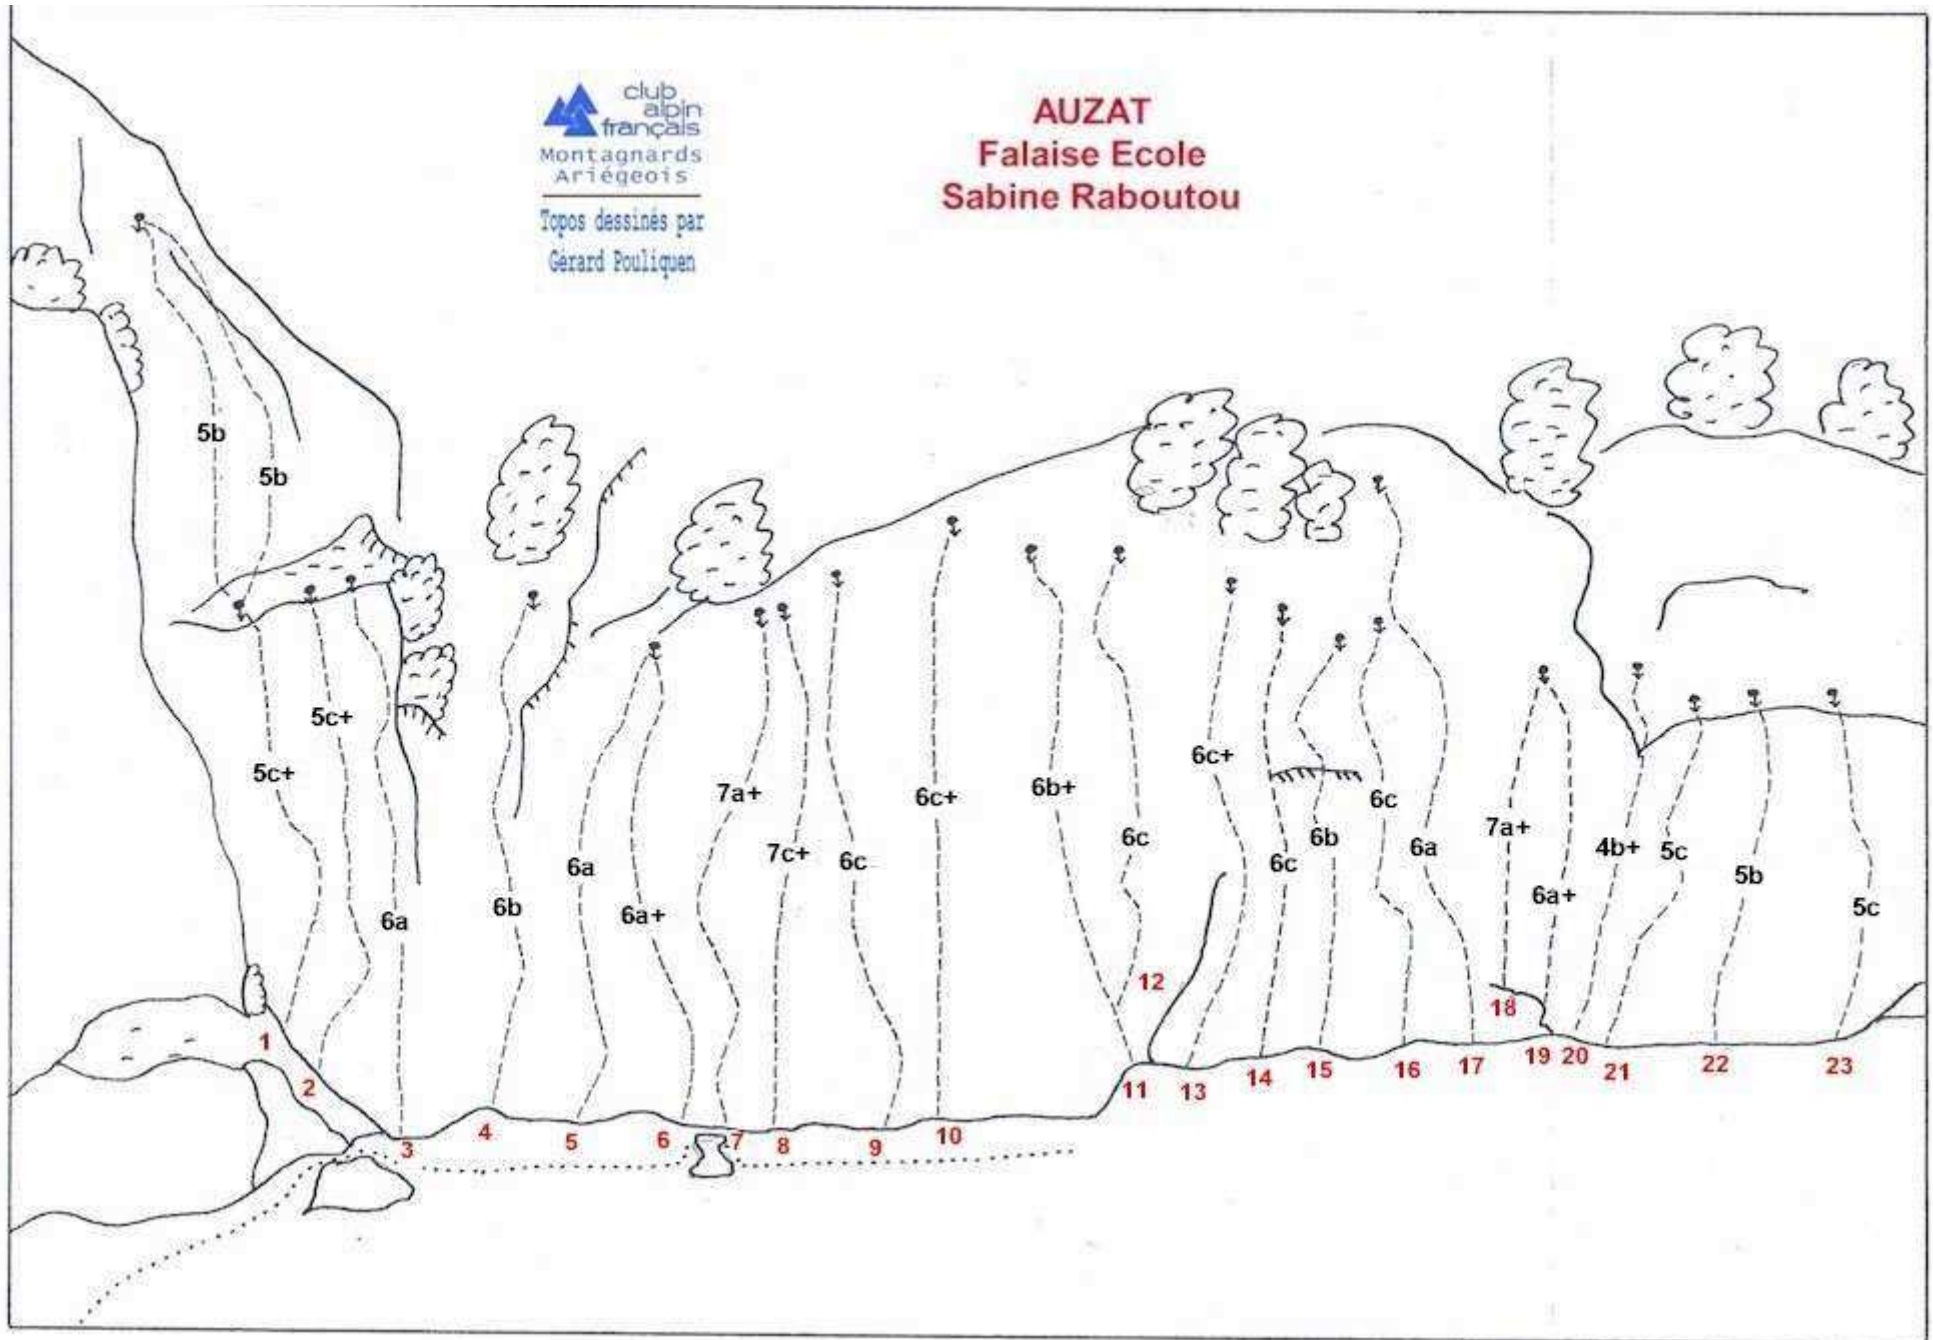 club
alpin
français
Montagnards
Ariégeois
Topos dessinés par
Gérard Pouliquen
AUZAT
Falaise Ecole
Sabine Raboutou
5b
5b
5c+
5c+
6a
6b
6a
6a+
7a+
7c+
6c
6c+
6b+
6c
6c+
6c
6b
6c
6a
7a+
6a+
4b+
5c
5b
5c
1
2
3
4
5
6
7
8
9
10
11
12
13
14
15
16
17
18
19
20
21
22
23